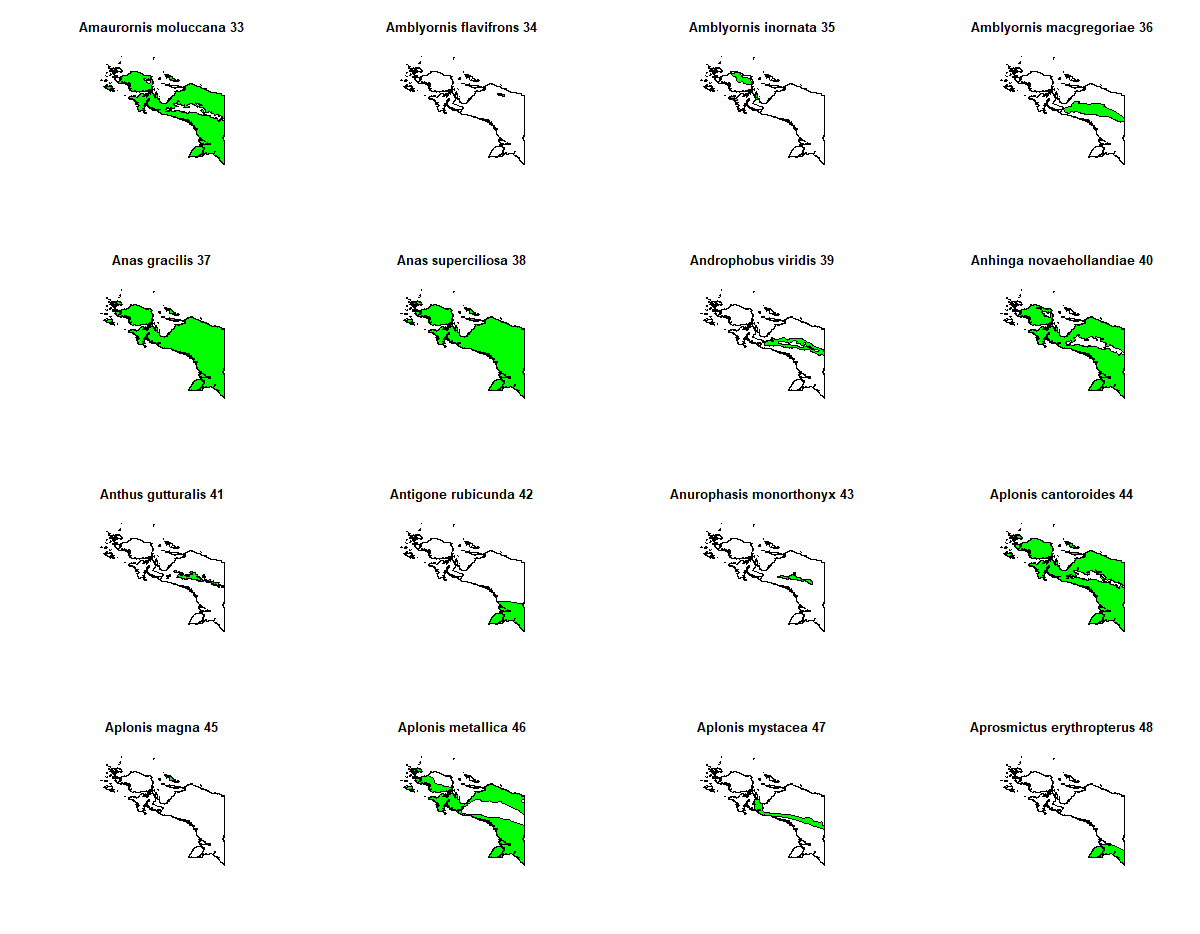 Amaurornis moluccana 33
Amblyornis flavifrons 34
Amblyornis inornata 35
Amblyornis macgregoriae 36
Anas gracilis 37
Anas superciliosa 38
Androphobus viridis 39
Anhinga novaehollandiae 40
Anthus gutturalis 41
Antigone rubicunda 42
Anurophasis monorthonyx 43
Aplonis cantoroides 44
Aplonis magna 45
Aplonis metallica 46
Aplonis mystacea 47
Aprosmictus erythropterus 48